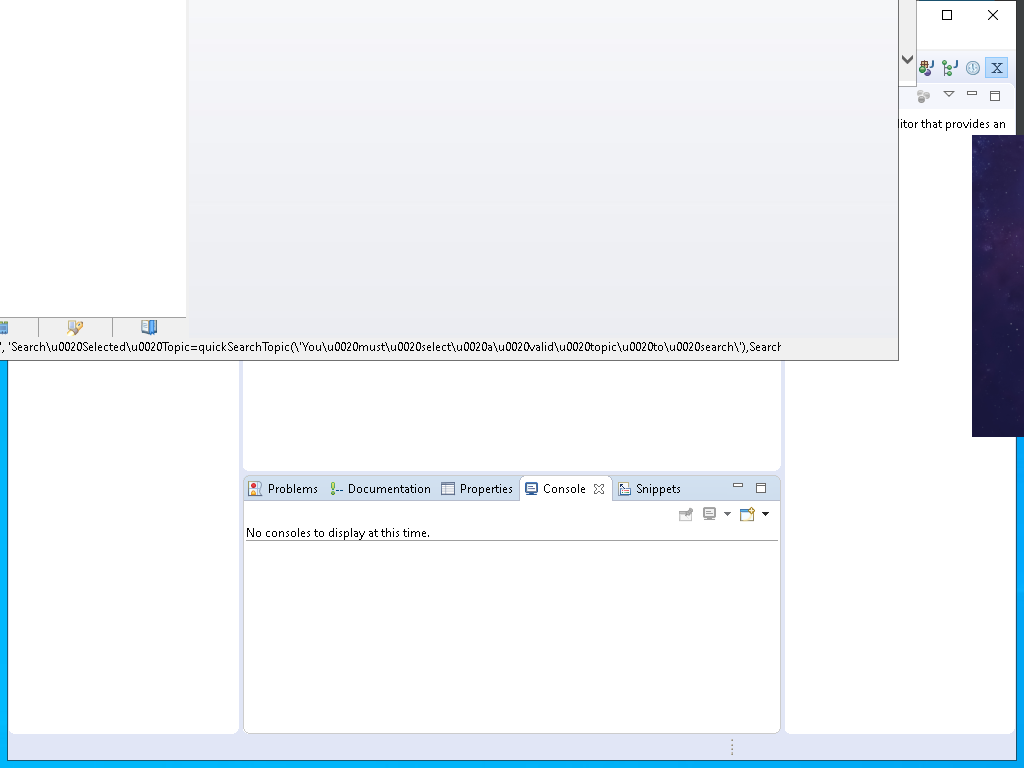 X
itor that provides an
', 'Search\u0020Selected\u0020Topic=quickSearchTopic(\'You\u0020must\u0020select\u0020a\u0020valid\u0020topic\u0020to\u0020search\'),Search
Problems Documentation Properties Console Snippets
No consoles to display at this time.